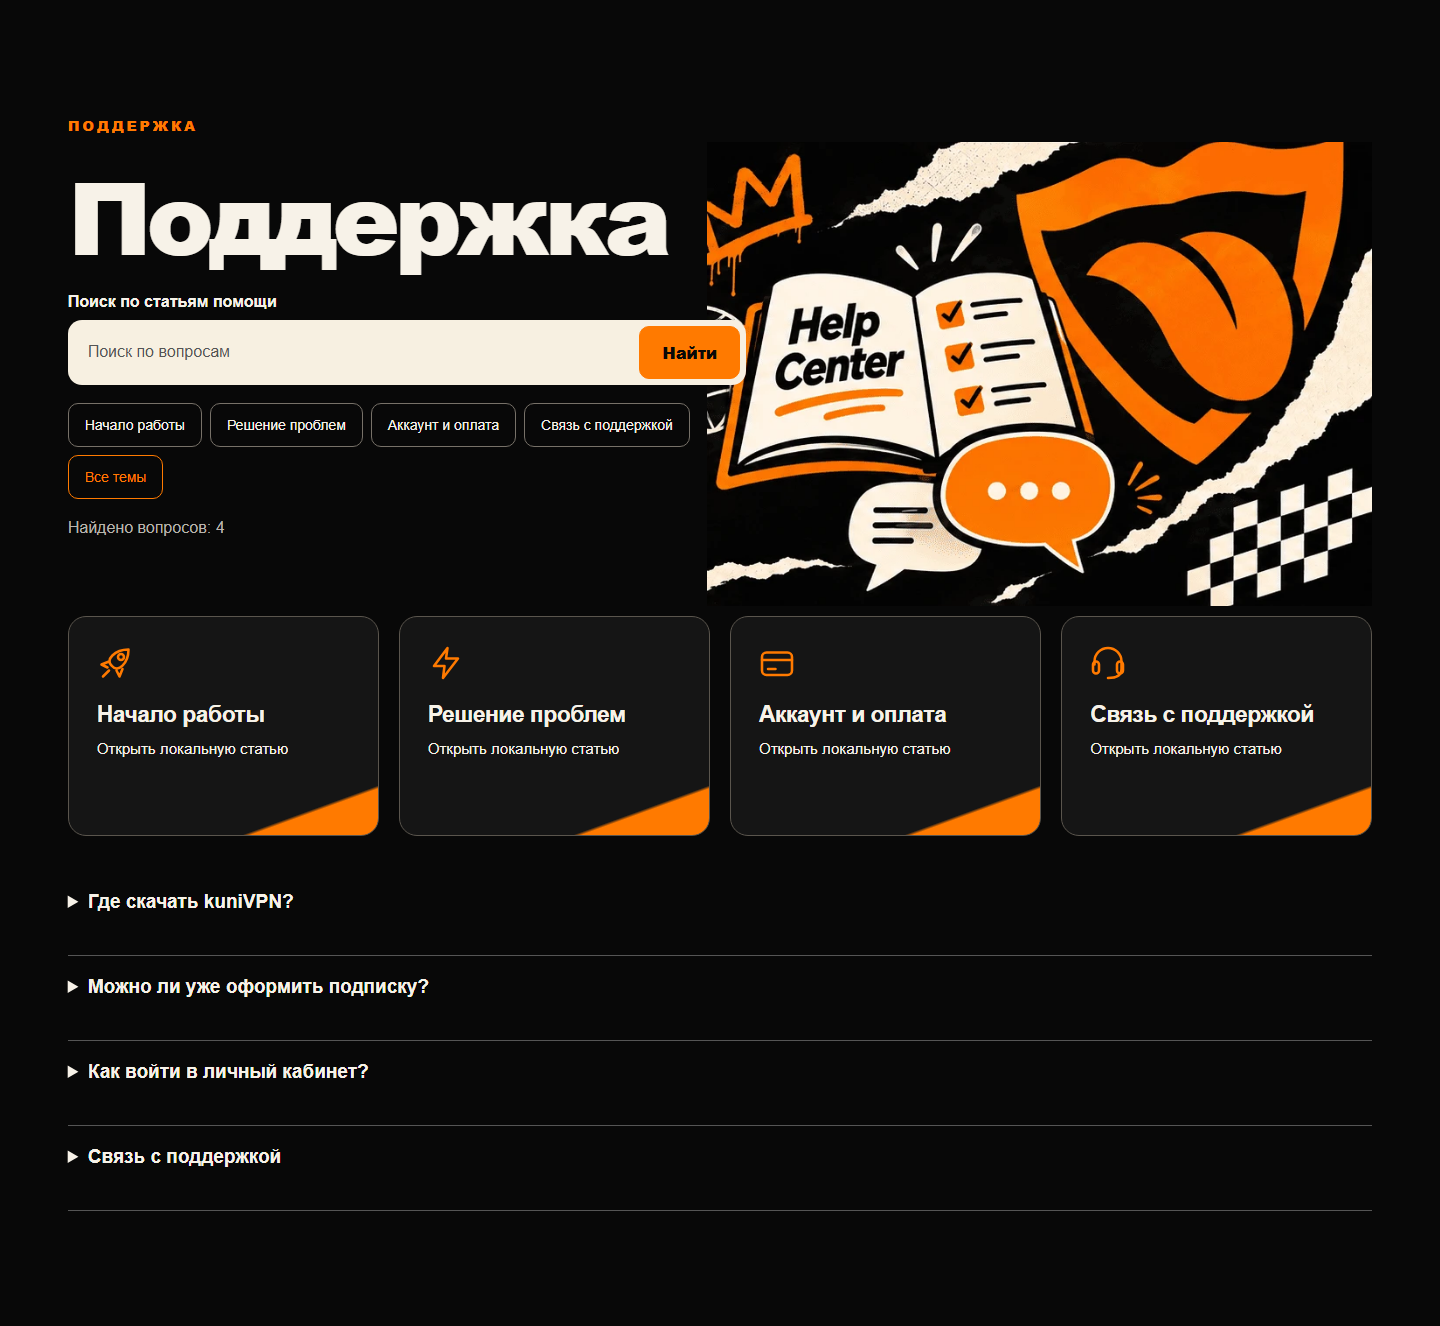 ПОДДЕРЖКА
Поддержка
Поиск по статьям помощи
Поиск по вопросам
Найти
Начало работы
Решение проблем
Аккаунт и оплата
Связь с поддержкой
Все темы
Найдено вопросов: 4
Help
Center
Начало работы
Открыть локальную статью
Решение проблем
Открыть локальную статью
Аккаунт и оплата
Открыть локальную статью
Связь с поддержкой
Открыть локальную статью
Где скачать kuniVPN?
Можно ли уже оформить подписку?
Как войти в личный кабинет?
Связь с поддержкой